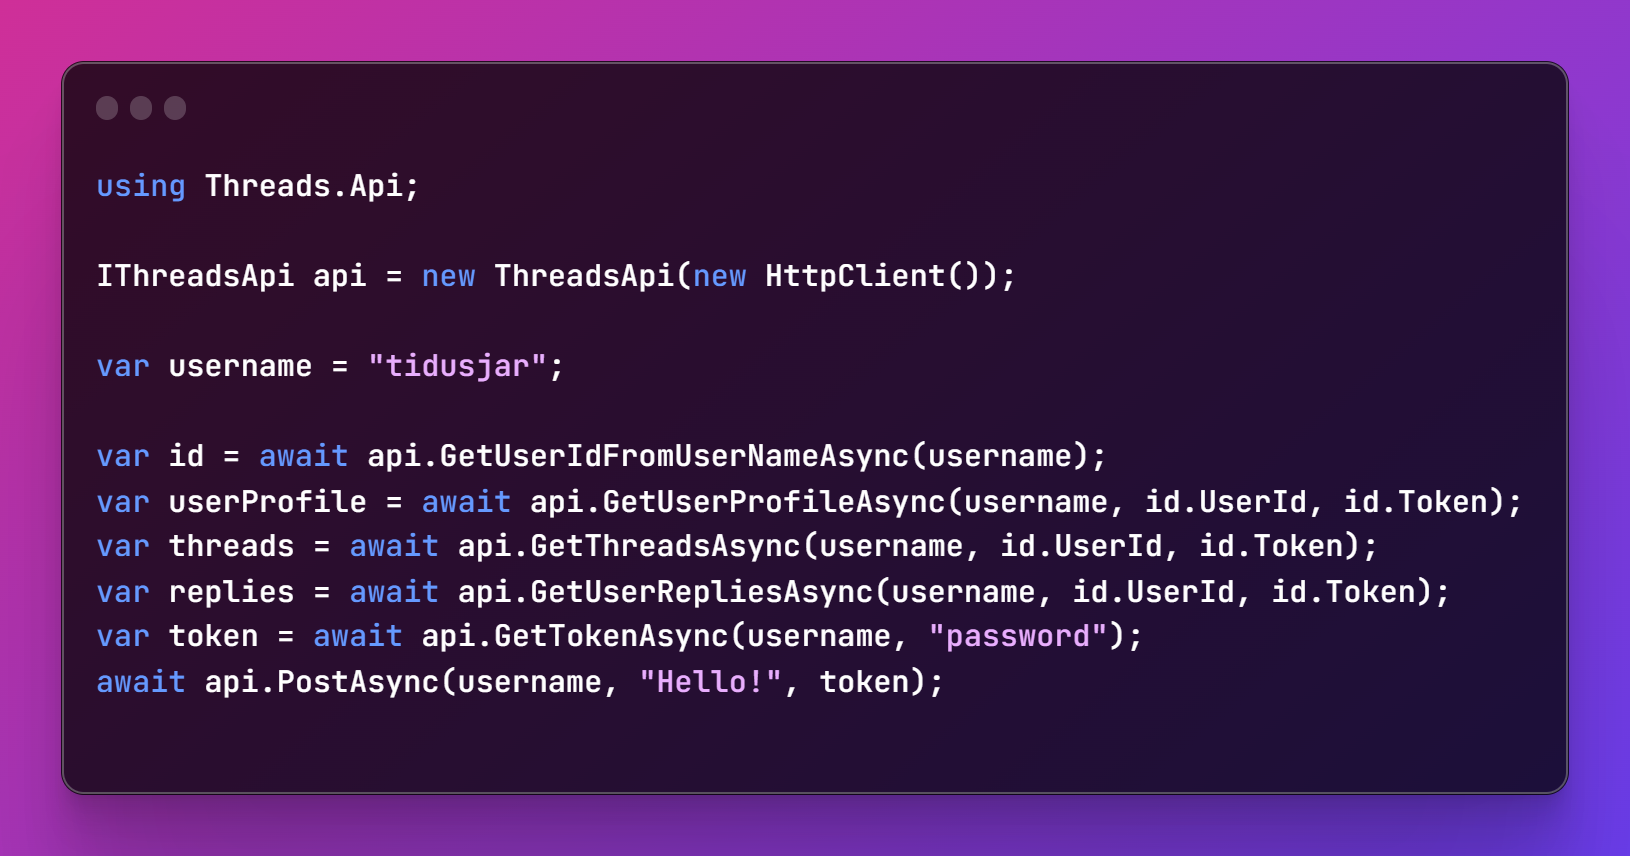 using Threads.Api;
IThreadsApi api = new ThreadsApi(new HttpClient());
var username = "tidusjar";
var id = await api.GetUserIdFromUserNameAsync(username);
var userProfile = await api.GetUserProfileAsync(username, id.UserId, id.Token);
var threads = await api.GetThreadsAsync(username, id.UserId, id.Token);
var replies = await api.GetUserRepliesAsync(username, id.UserId, id.Token);
var token = await api.GetTokenAsync(username, "password");
await api.PostAsync(username, "Hello!", token);